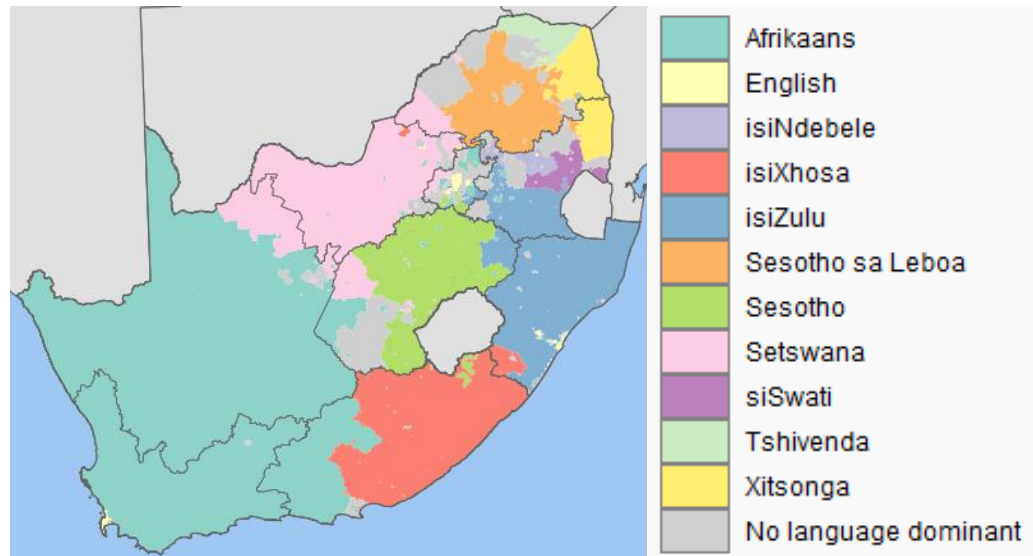 Afrikaans
English
isiNdebele
isiXhosa
isiZulu
Sesotho sa Leboa
Sesotho
Setswana
siSwati
Tshivenda
Xitsonga
No language dominant